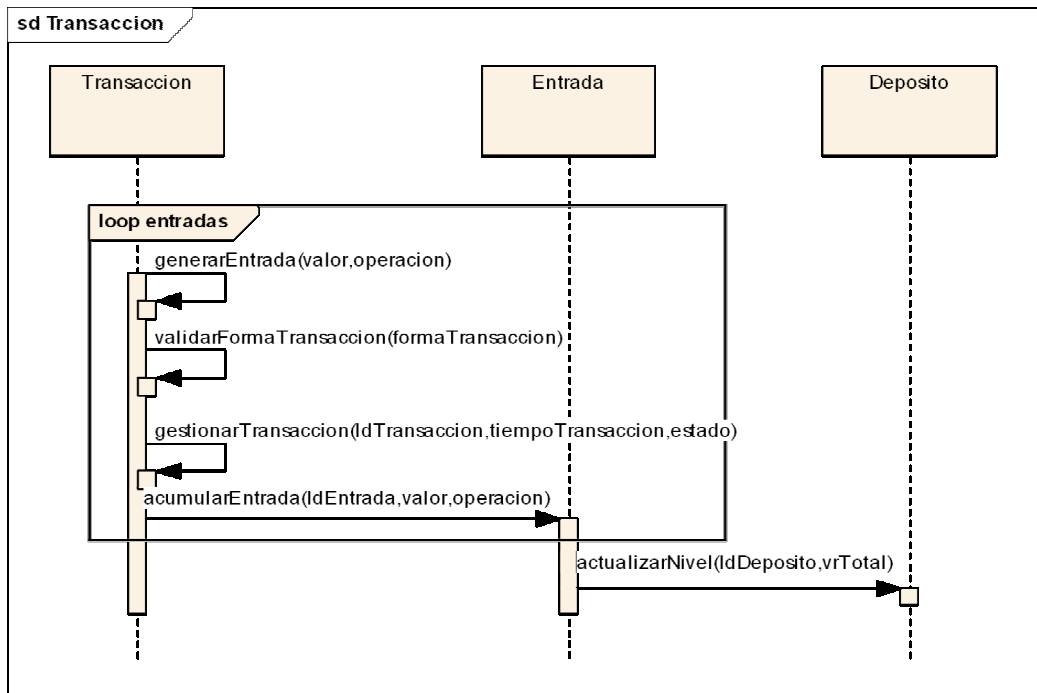 sd Transaccion
Transaccion
Entrada
Deposito
loop entradas
generarEntrada(valor,operacion)
validarFormaTransaccion(formaTransaccion)
gestionarTransaccion(IdTransaccion,tiempoTransaccion,estado)
acumularEntrada(IdEntrada,valor,operacion)
actualizarNivel(IdDeposito,vrTotal)